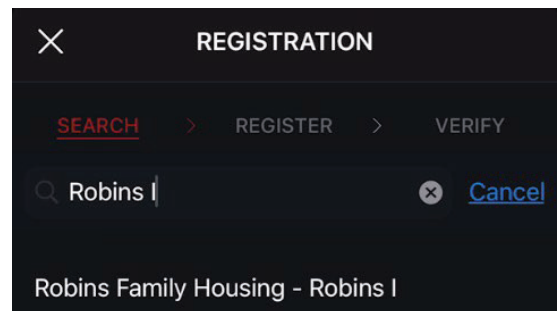 REGISTRATION
SEARCH > REGISTER > VERIFY
Robins I Cancel
Robins Family Housing - Robins I